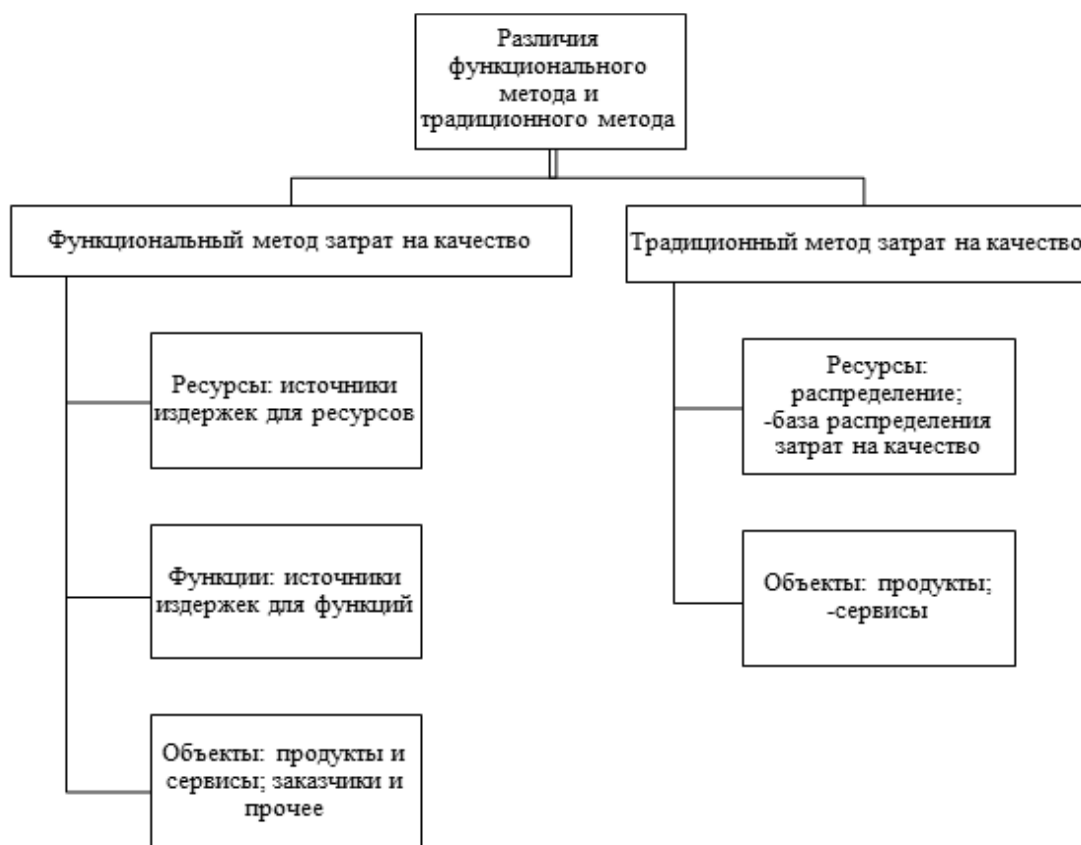 Различия
функционального
метода и
традиционного метода
Функциональный метод затрат на качество
Традиционный метод затрат на качество
Ресурсы: источники
издержек для ресурсов
Ресурсы:
распределение;
-база распределения
затрат на качество
Функции: источники
издержек для функций
Объекты: продукты;
-сервисы
Объекты: продукты и
сервисы; заказчики и
прочее